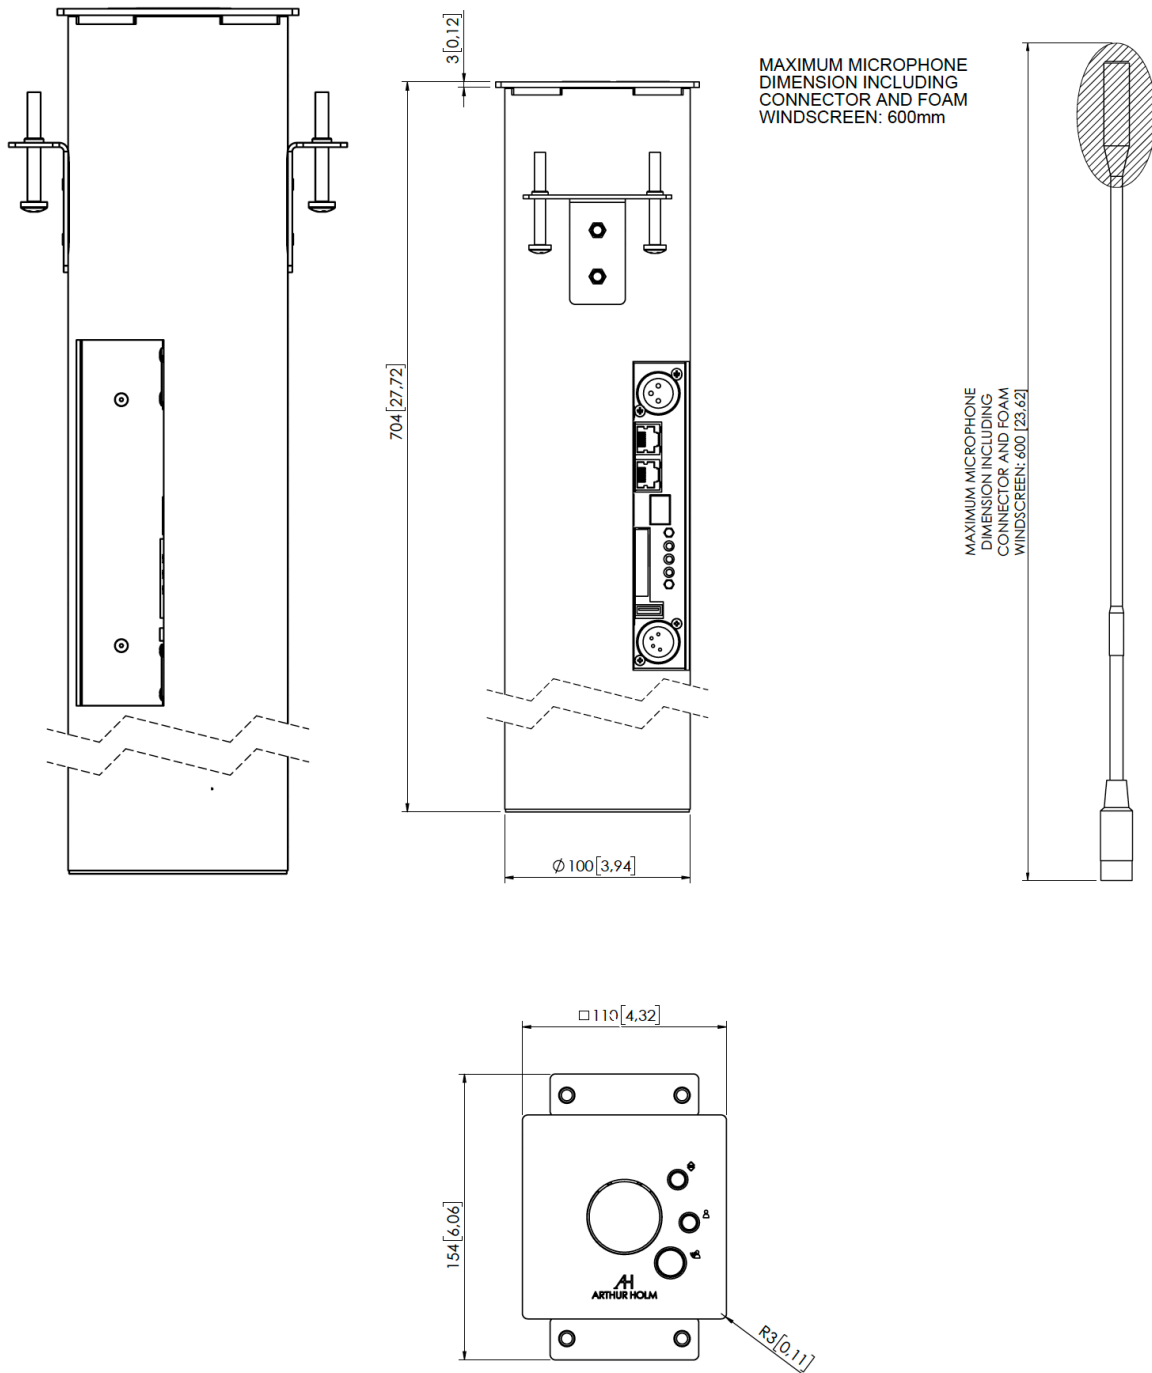 3[0,12]
MAXIMUM MICROPHONE
DIMENSION INCLUDING
CONNECTOR AND FOAM
WINDSCREEN: 600mm
704[27,72]
MAXIMUM MICROPHONE
DIMENSION INCLUDING
CONNECTOR AND FOAM
WINDSCREEN: 600 [23,62]
Ø100[3,94]
□110[4,32]
154[6,06]
AH
ARTHUR HOLM
R3[0,11]